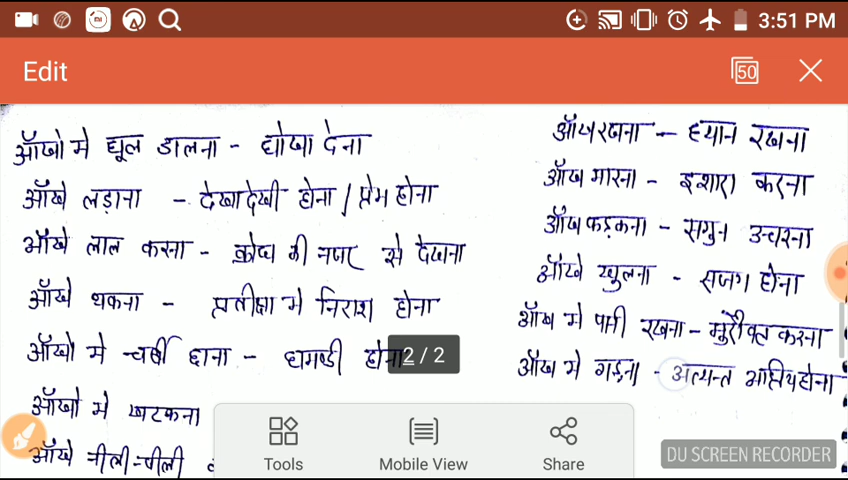 3:51 PM
Edit
50
आँखो मे धूल डालना - धोखा देना
आँखे लड़ाना - देखादेखी होना / प्रेम होना
आँखे लाल करना - क्रोध की नजर से देखना
आँखे थकना - प्रतीक्षा मे निराश होना
आँखो मे चर्बी छाना - घमण्डी होना
आँखो मे खटकना
आँखे नीली-पीली
आँख रखना - ध्यान रखना
आँख मारना - इशारा करना
आँख फड़कना - सगुन उचरना
आँखे खुलना - सजग होना
आँख मे पानी रखना - मुरौवत करना
आँख मे गड़ना - अत्यन्त अप्रिय होना
2 / 2
Tools
Mobile View
Share
DU SCREEN RECORDER